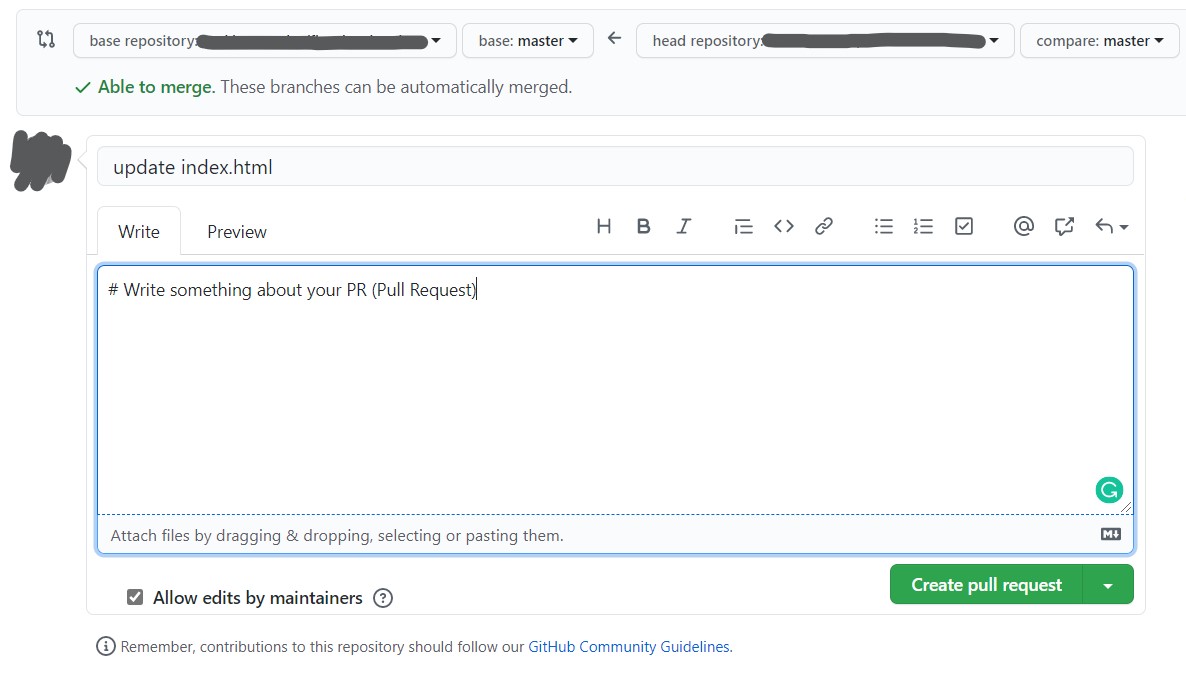 base repository: base: master head repository: compare: master
Able to merge. These branches can be automatically merged.
update index.html
Write Preview H B I @
# Write something about your PR (Pull Request)
G
Attach files by dragging & dropping, selecting or pasting them. M
Allow edits by maintainers ? Create pull request
Remember, contributions to this repository should follow our GitHub Community Guidelines.